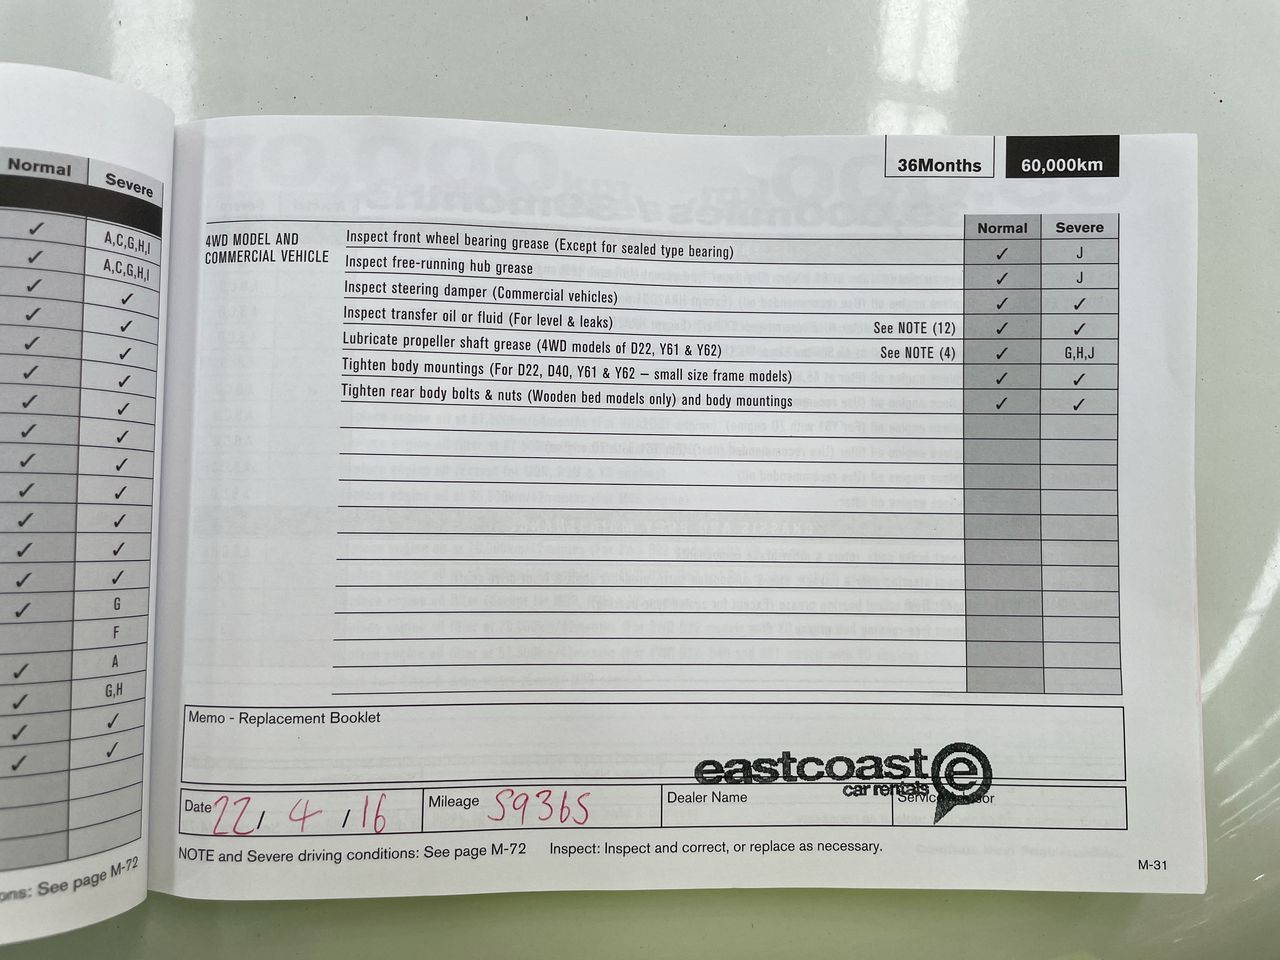 Normal Severe
✓ A,C,G,H,I
✓ A,C,G,H,I
✓ ✓
✓ ✓
✓ ✓
✓ ✓
✓ ✓
✓ ✓
✓ ✓
✓ ✓
✓ ✓
✓ ✓
✓ ✓
✓ G
F
✓ A
✓ G,H
✓ ✓
✓ ✓
ons: See page M-72
36Months 60,000km
Normal Severe
4WD MODEL AND
COMMERCIAL VEHICLE
Inspect front wheel bearing grease (Except for sealed type bearing) ✓ J
Inspect free-running hub grease ✓ J
Inspect steering damper (Commercial vehicles) ✓ ✓
Inspect transfer oil or fluid (For level & leaks) See NOTE (12) ✓ ✓
Lubricate propeller shaft grease (4WD models of D22, Y61 & Y62) See NOTE (4) ✓ G,H,J
Tighten body mountings (For D22, D40, Y61 & Y62 – small size frame models) ✓ ✓
Tighten rear body bolts & nuts (Wooden bed models only) and body mountings ✓ ✓
Memo - Replacement Booklet
eastcoast e
car rentals
Date 22/4/16 Mileage 59365 Dealer Name Service Advisor
NOTE and Severe driving conditions: See page M-72 Inspect: Inspect and correct, or replace as necessary.
M-31